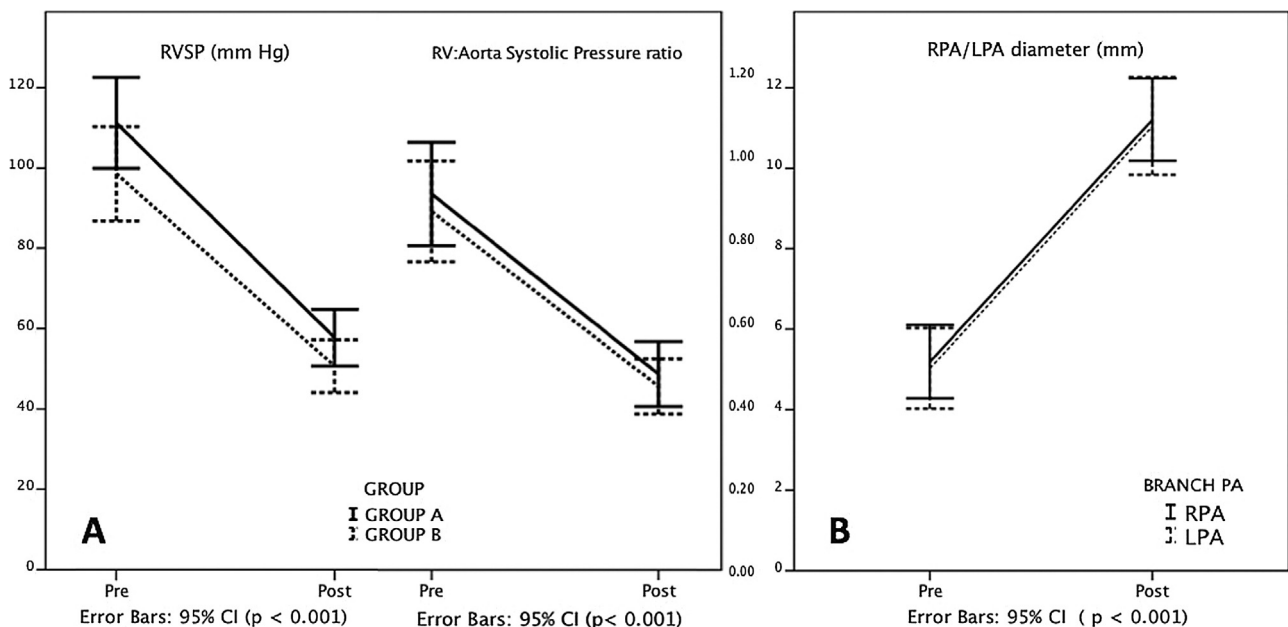 RVSP (mm Hg)
RV:Aorta Systolic Pressure ratio
120
100
80
60
40
20
0
1.20
1.00
0.80
0.60
0.40
0.20
0.00
GROUP
GROUP A
GROUP B
A
Pre
Post
Pre
Post
Error Bars: 95% CI (p < 0.001)
Error Bars: 95% CI (p< 0.001)
RPA/LPA diameter (mm)
12
10
8
6
4
2
0
BRANCH PA
RPA
LPA
B
Pre
Post
Error Bars: 95% CI ( p < 0.001)